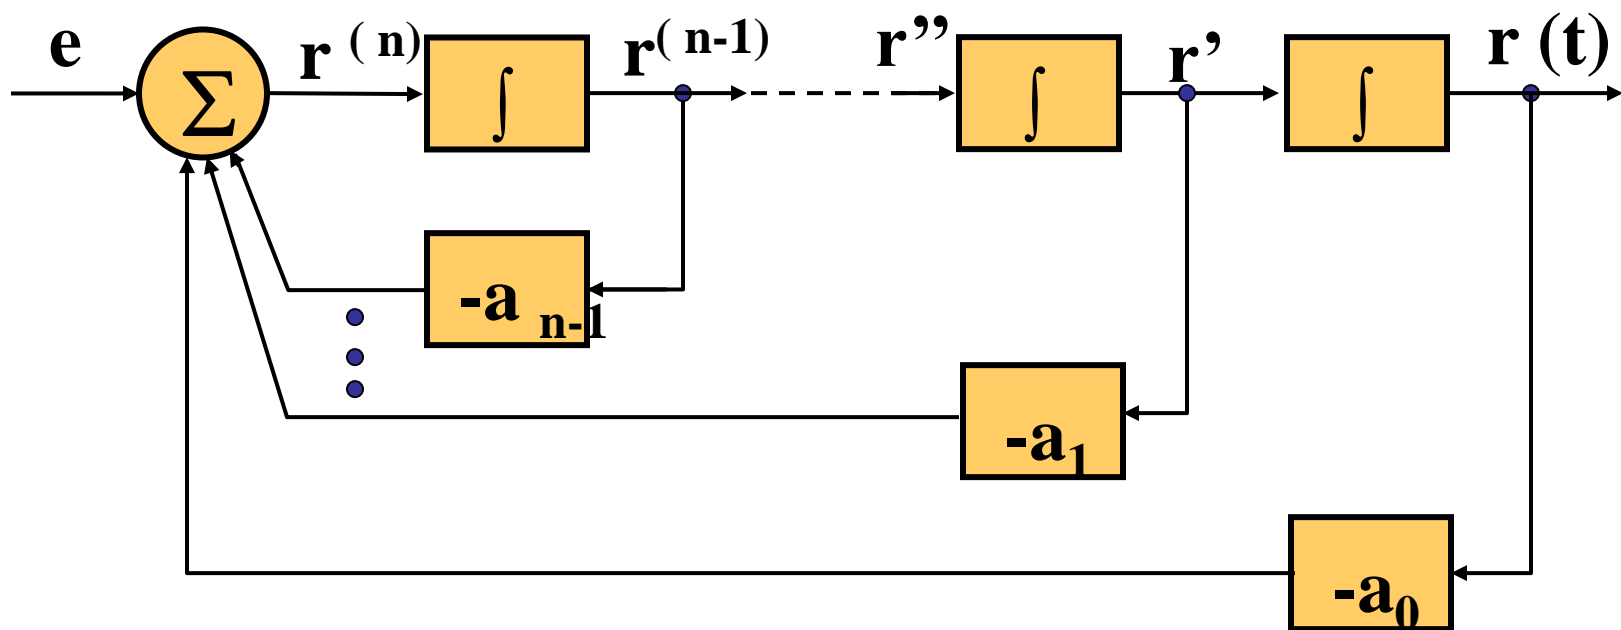 e r ( n) r( n-1) r” r’ r (t)
Σ ∫ ∫ ∫
-a n-1
-a1
-a0